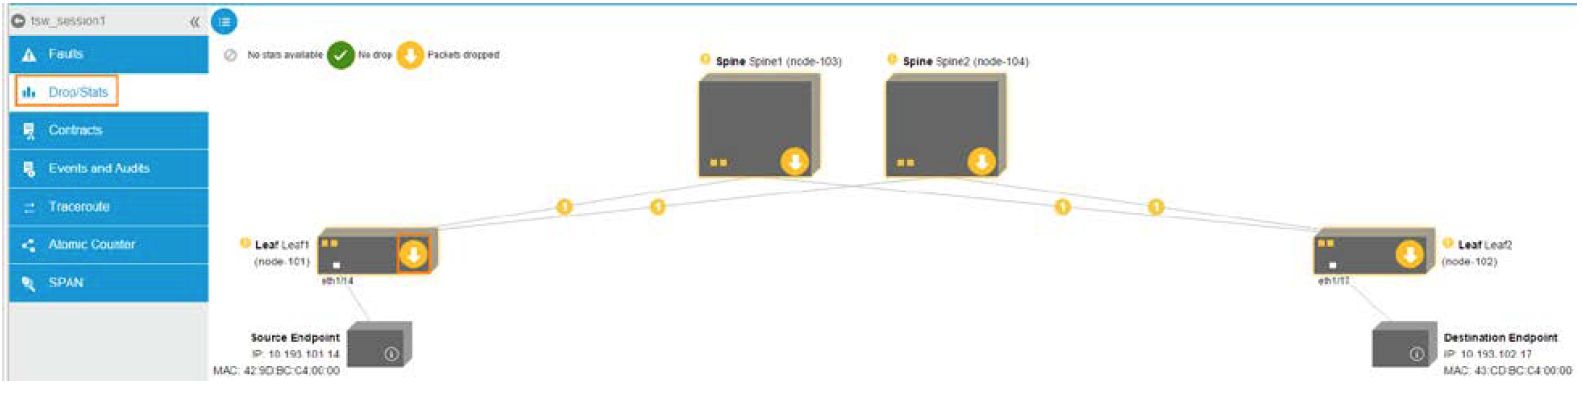 tsw_session1
Faults
Drop/Stats
Contracts
Events and Audits
Traceroute
Atomic Counter
SPAN
No stats available No drop Packets dropped
Spine Spine1 (node-103)
Spine Spine2 (node-104)
Leaf Leaf1
(node-101)
eth1/14
Leaf Leaf2
(node-102)
eth1/17
Source Endpoint
IP: 10.193.101.14
MAC: 42:9D:BC:C4:00:00
Destination Endpoint
IP: 10.193.102.17
MAC: 43:CD:BC:C4:00:00